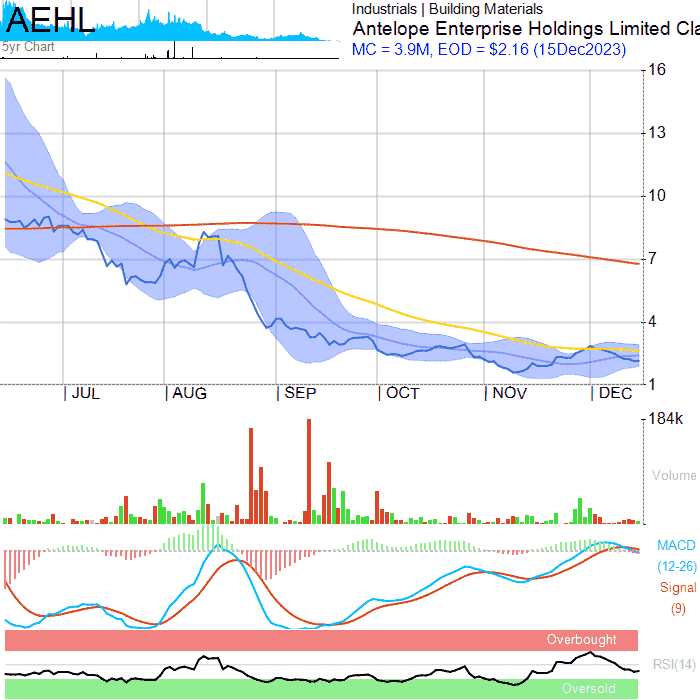 AEHL
5yr Chart
Industrials | Building Materials
Antelope Enterprise Holdings Limited Cla
MC = 3.9M, EOD = $2.16 (15Dec2023)
16
13
10
7
4
1
JUL AUG SEP OCT NOV DEC
184k
Volume
MACD
(12-26)
Signal
(9)
Overbought
RSI(14)
Oversold